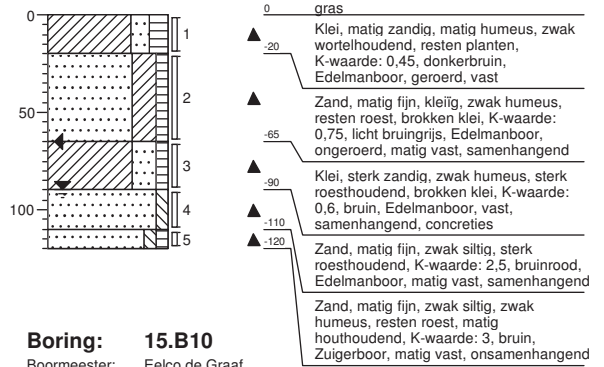 0
50
100
1
2
3
4
5
0 gras
Klei, matig zandig, matig humeus, zwak
wortelhoudend, resten planten,
K-waarde: 0,45, donkerbruin,
Edelmanboor, geroerd, vast
-20
Zand, matig fijn, kleiïg, zwak humeus,
resten roest, brokken klei, K-waarde:
0,75, licht bruingrijs, Edelmanboor,
ongeroerd, matig vast, samenhangend
-65
Klei, sterk zandig, zwak humeus, sterk
roesthoudend, brokken klei, K-waarde:
0,6, bruin, Edelmanboor, vast,
samenhangend, concreties
-90
Zand, matig fijn, zwak siltig, sterk
roesthoudend, K-waarde: 2,5, bruinrood,
Edelmanboor, matig vast, samenhangend
-110
Zand, matig fijn, zwak siltig, zwak
humeus, resten roest, matig
houthoudend, K-waarde: 3, bruin,
Zuigerboor, matig vast, onsamenhangend
-120
Boring: 15.B10
Boormeester: Eelco de Graaf